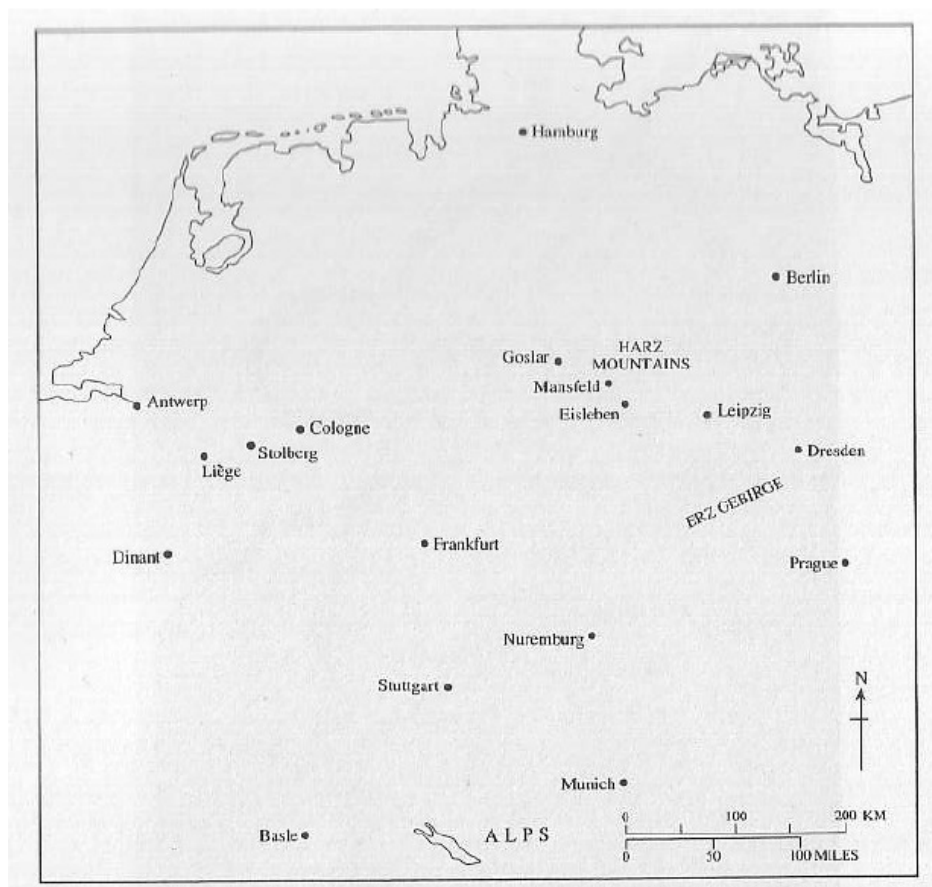 Hamburg
Berlin
Goslar
HARZ
MOUNTAINS
Mansfeld
Eisleben
Leipzig
Antwerp
Cologne
Stolberg
Liège
Dresden
ERZ GEBIRGE
Frankfurt
Dinant
Prague
Nuremburg
Stuttgart
N
Munich
0 100 200 KM
0 50 100 MILES
Basle
ALPS